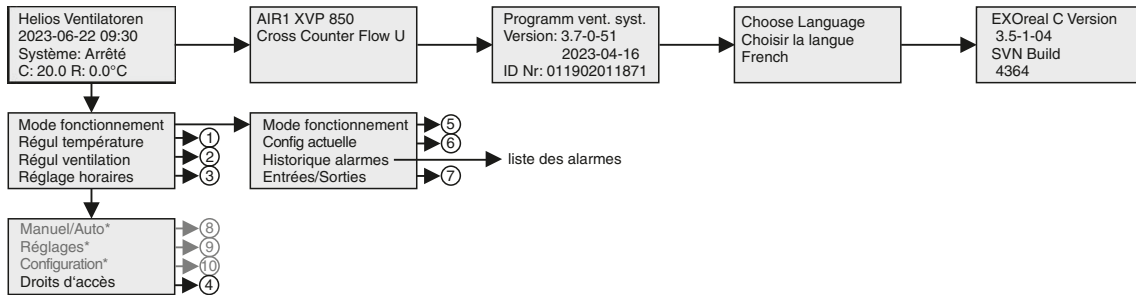 Helios Ventilatoren
2023-06-22 09:30
Système: Arrêté
C: 20.0 R: 0.0°C
AIR1 XVP 850
Cross Counter Flow U
Programm vent. syst.
Version: 3.7-0-51
2023-04-16
ID Nr: 011902011871
Choose Language
Choisir la langue
French
EXOreal C Version
3.5-1-04
SVN Build
4364
Mode fonctionnement
Régul température 1
Régul ventilation 2
Réglage horaires 3
Mode fonctionnement 5
Config actuelle 6
Historique alarmes liste des alarmes
Entrées/Sorties 7
Manuel/Auto* 8
Réglages* 9
Configuration* 10
Droits d'accès 4